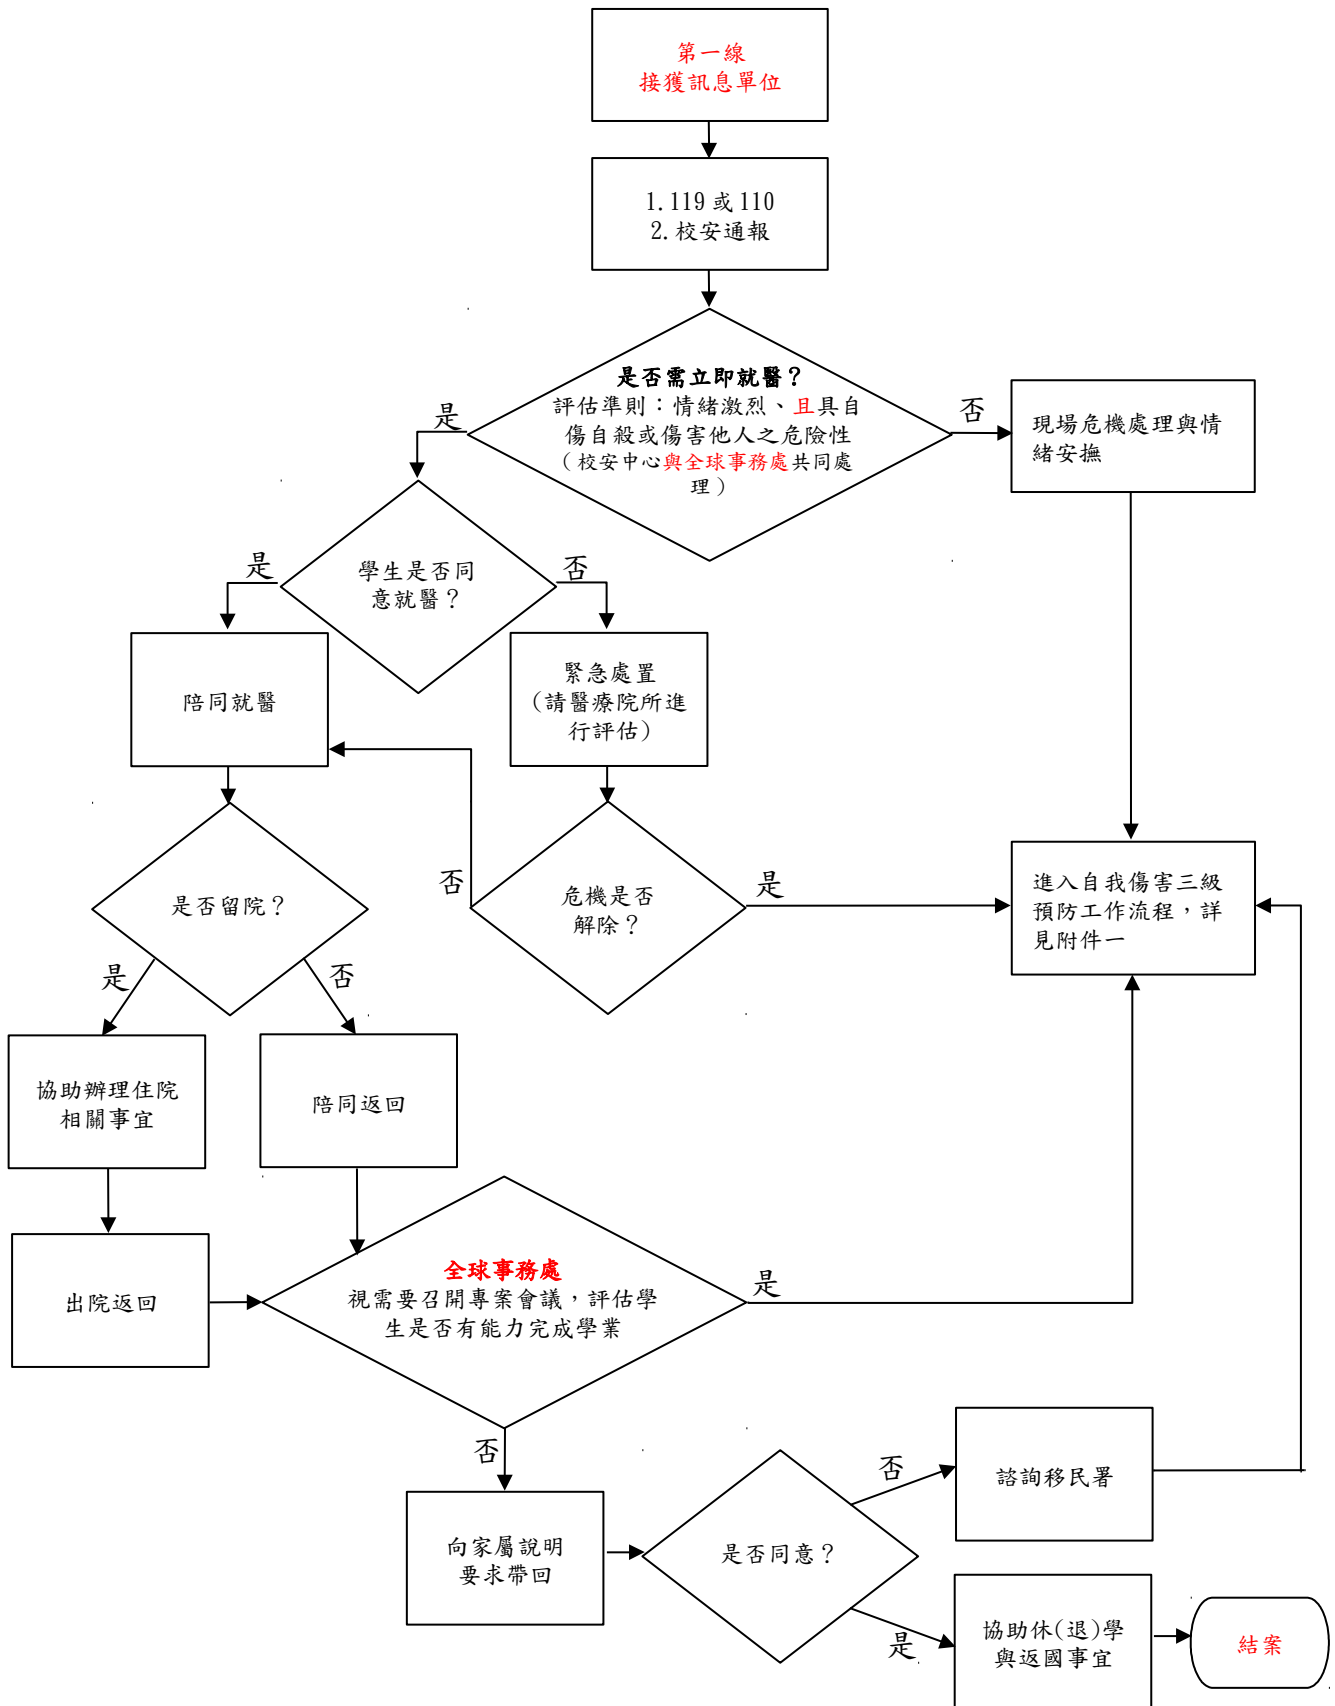 第一線
接獲訊息單位
1.119或110
2.校安通報
是否需立即就醫？
評估準則：情緒激烈、且具自
傷自殺或傷害他人之危險性
（校安中心與全球事務處共同處
理）
是
否
現場危機處理與情
緒安撫
學生是否同
意就醫？
是
否
陪同就醫
緊急處置
(請醫療院所進
行評估)
是否留院？
否
危機是否
解除？
是
進入自我傷害三級
預防工作流程，詳
見附件一
是
否
協助辦理住院
相關事宜
陪同返回
出院返回
全球事務處
視需要召開專案會議，評估學
生是否有能力完成學業
是
否
向家屬說明
要求帶回
是否同意？
否
諮詢移民署
是
協助休(退)學
與返國事宜
結案